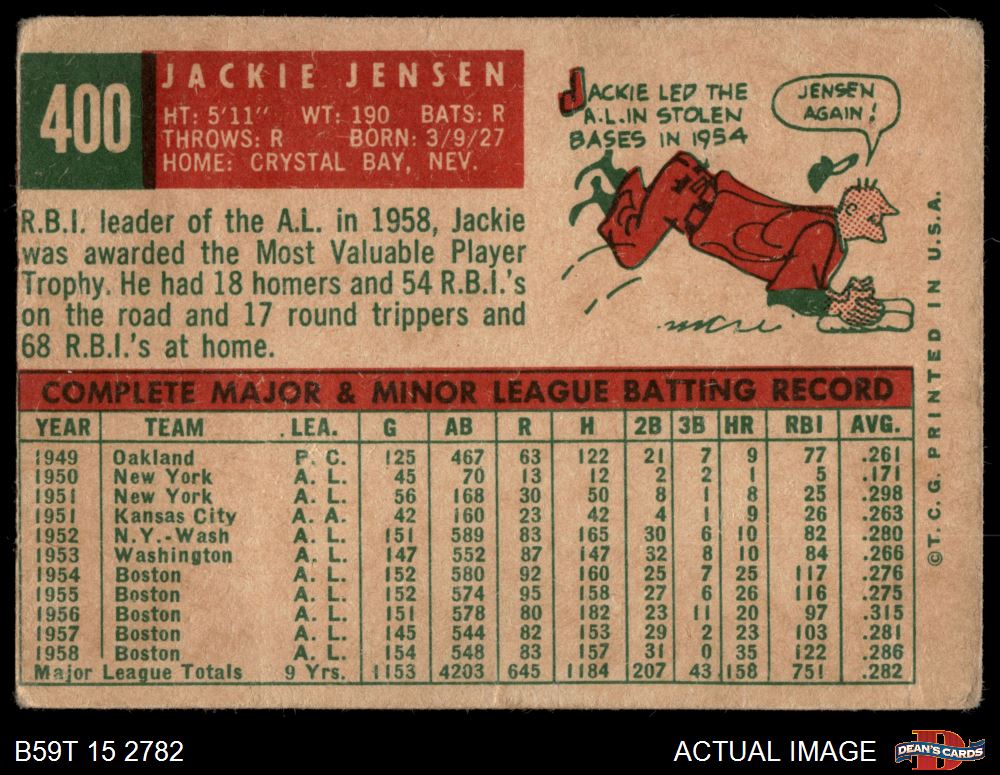 400
JACKIE JENSEN
HT: 5'11" WT: 190 BATS: R
THROWS: R BORN: 3/9/27
HOME: CRYSTAL BAY, NEV.
JACKIE LED THE
A.L. IN STOLEN
BASES IN 1954
JENSEN
AGAIN!
R.B.I. leader of the A.L. in 1958, Jackie
was awarded the Most Valuable Player
Trophy. He had 18 homers and 54 R.B.I.'s
on the road and 17 round trippers and
68 R.B.I.'s at home.
COMPLETE MAJOR & MINOR LEAGUE BATTING RECORD
YEAR TEAM LEA. G AB R H 2B 3B HR RBI AVG.
1949 Oakland P. C. 125 467 63 122 21 7 9 77 .261
1950 New York A. L. 45 70 13 12 2 2 1 5 .171
1951 New York A. L. 56 168 30 50 8 1 8 25 .298
1951 Kansas City A. A. 42 160 23 42 4 1 9 26 .263
1952 N.Y.-Wash A. L. 151 589 83 165 30 6 10 82 .280
1953 Washington A. L. 147 552 87 147 32 8 10 84 .266
1954 Boston A. L. 152 580 92 160 25 7 25 117 .276
1955 Boston A. L. 152 574 95 158 27 6 26 116 .275
1956 Boston A. L. 151 578 80 182 23 11 20 97 .315
1957 Boston A. L. 145 544 82 153 29 2 23 103 .281
1958 Boston A. L. 154 548 83 157 31 0 35 122 .286
Major League Totals 9 Yrs. 1153 4203 645 1184 207 43 158 751 .282
©T. C. G. PRINTED IN U.S.A.
B59T 15 2782
ACTUAL IMAGE
D
DEAN'S CARDS